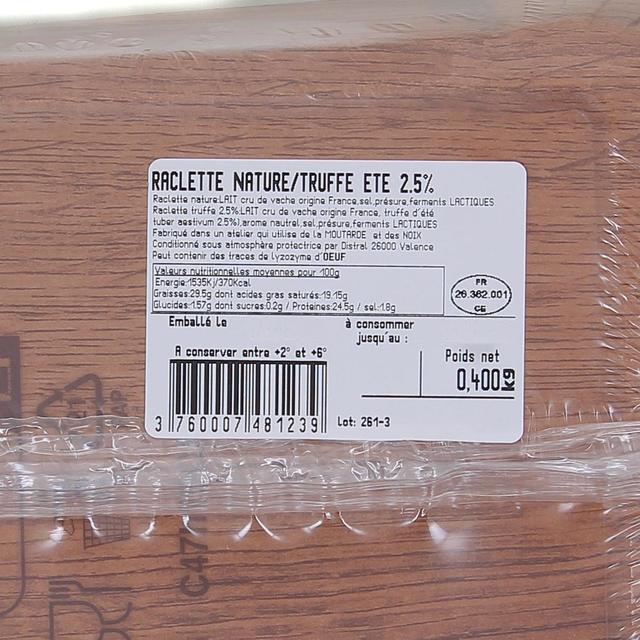 RACLETTE NATURE/TRUFFE ETE 2.5%
Raclette nature:LAIT cru de vache origine France,sel,présure,ferments LACTIQUES
Raclette truffe 2.5%:LAIT cru de vache origine France, truffe d'été
tuber aestivum 2.5%),arome nautrel,sel,présure,ferments LACTIQUES
Fabriqué dans un atelier qui utilise de la MOUTARDE et des NOIX
Conditionné sous atmosphère protectrice par Distral 26000 Valence
Peut contenir des traces de lyzozyme d'OEUF
Valeurs nutritionnelles moyennes pour 100g
Energie:1535Kj/370Kcal
Graisses:29.5g dont acides gras saturés:19.15g
Glucides:1.57g dont sucres:0.2g / Proteines:24.5g / sel:1.8g
FR
26.362.001
CE
Emballé le
à consommer
jusqu'au :
A conserver entre +2° et +6°
Poids net
0,400KG
3 760007 481239
Lot: 261-3
C47